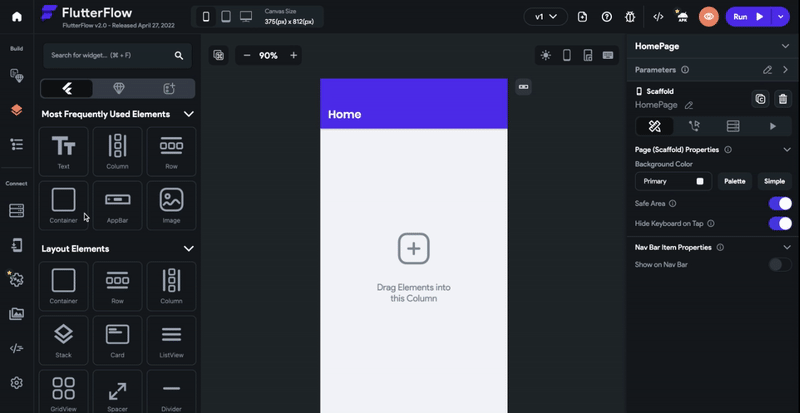 FlutterFlow
FlutterFlow v2.0 - Released April 27, 2022
Canvas Size
375(px) x 812(px)
v1
APK
Run
Build
Search for widget... (⌘ + F)
90%
HomePage
Parameters
Most Frequently Used Elements
Text
Column
Row
Container
AppBar
Image
Connect
Layout Elements
Container
Row
Column
Stack
Card
ListView
GridView
Spacer
Divider
Home
Drag Elements into
this Column
Scaffold
HomePage
Page (Scaffold) Properties
Background Color
Primary
Palette
Simple
Safe Area
Hide Keyboard on Tap
Nav Bar Item Properties
Show on Nav Bar